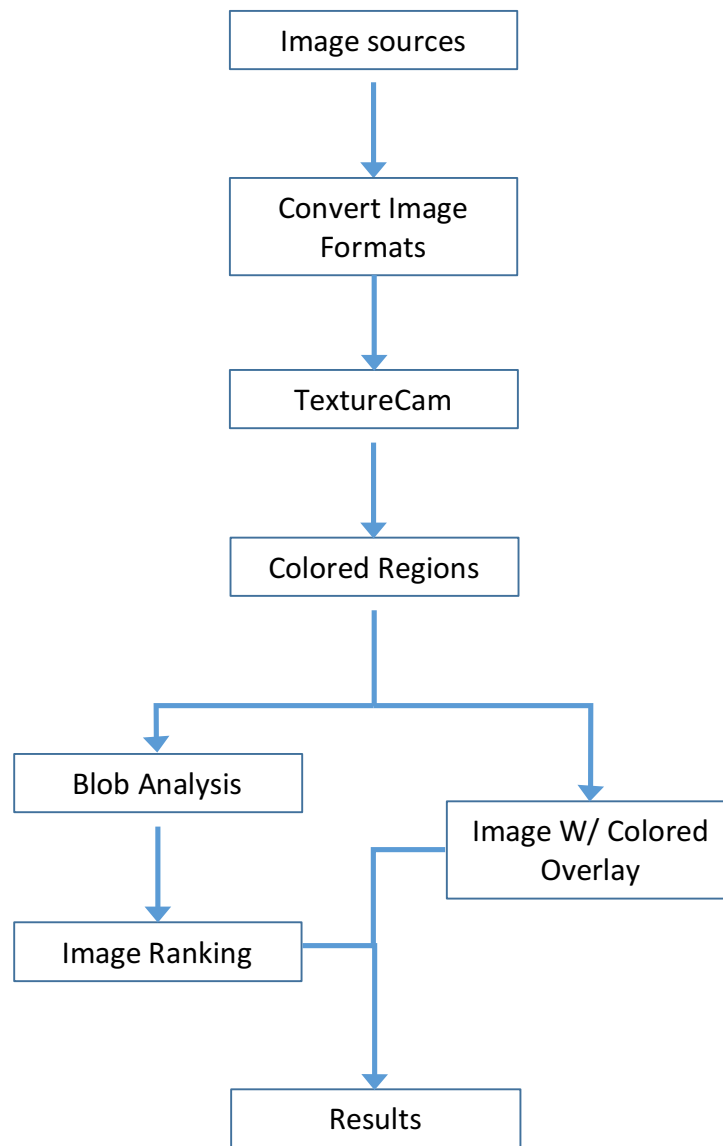 Image sources
Convert Image
Formats
TextureCam
Colored Regions
Blob Analysis
Image W/ Colored
Overlay
Image Ranking
Results